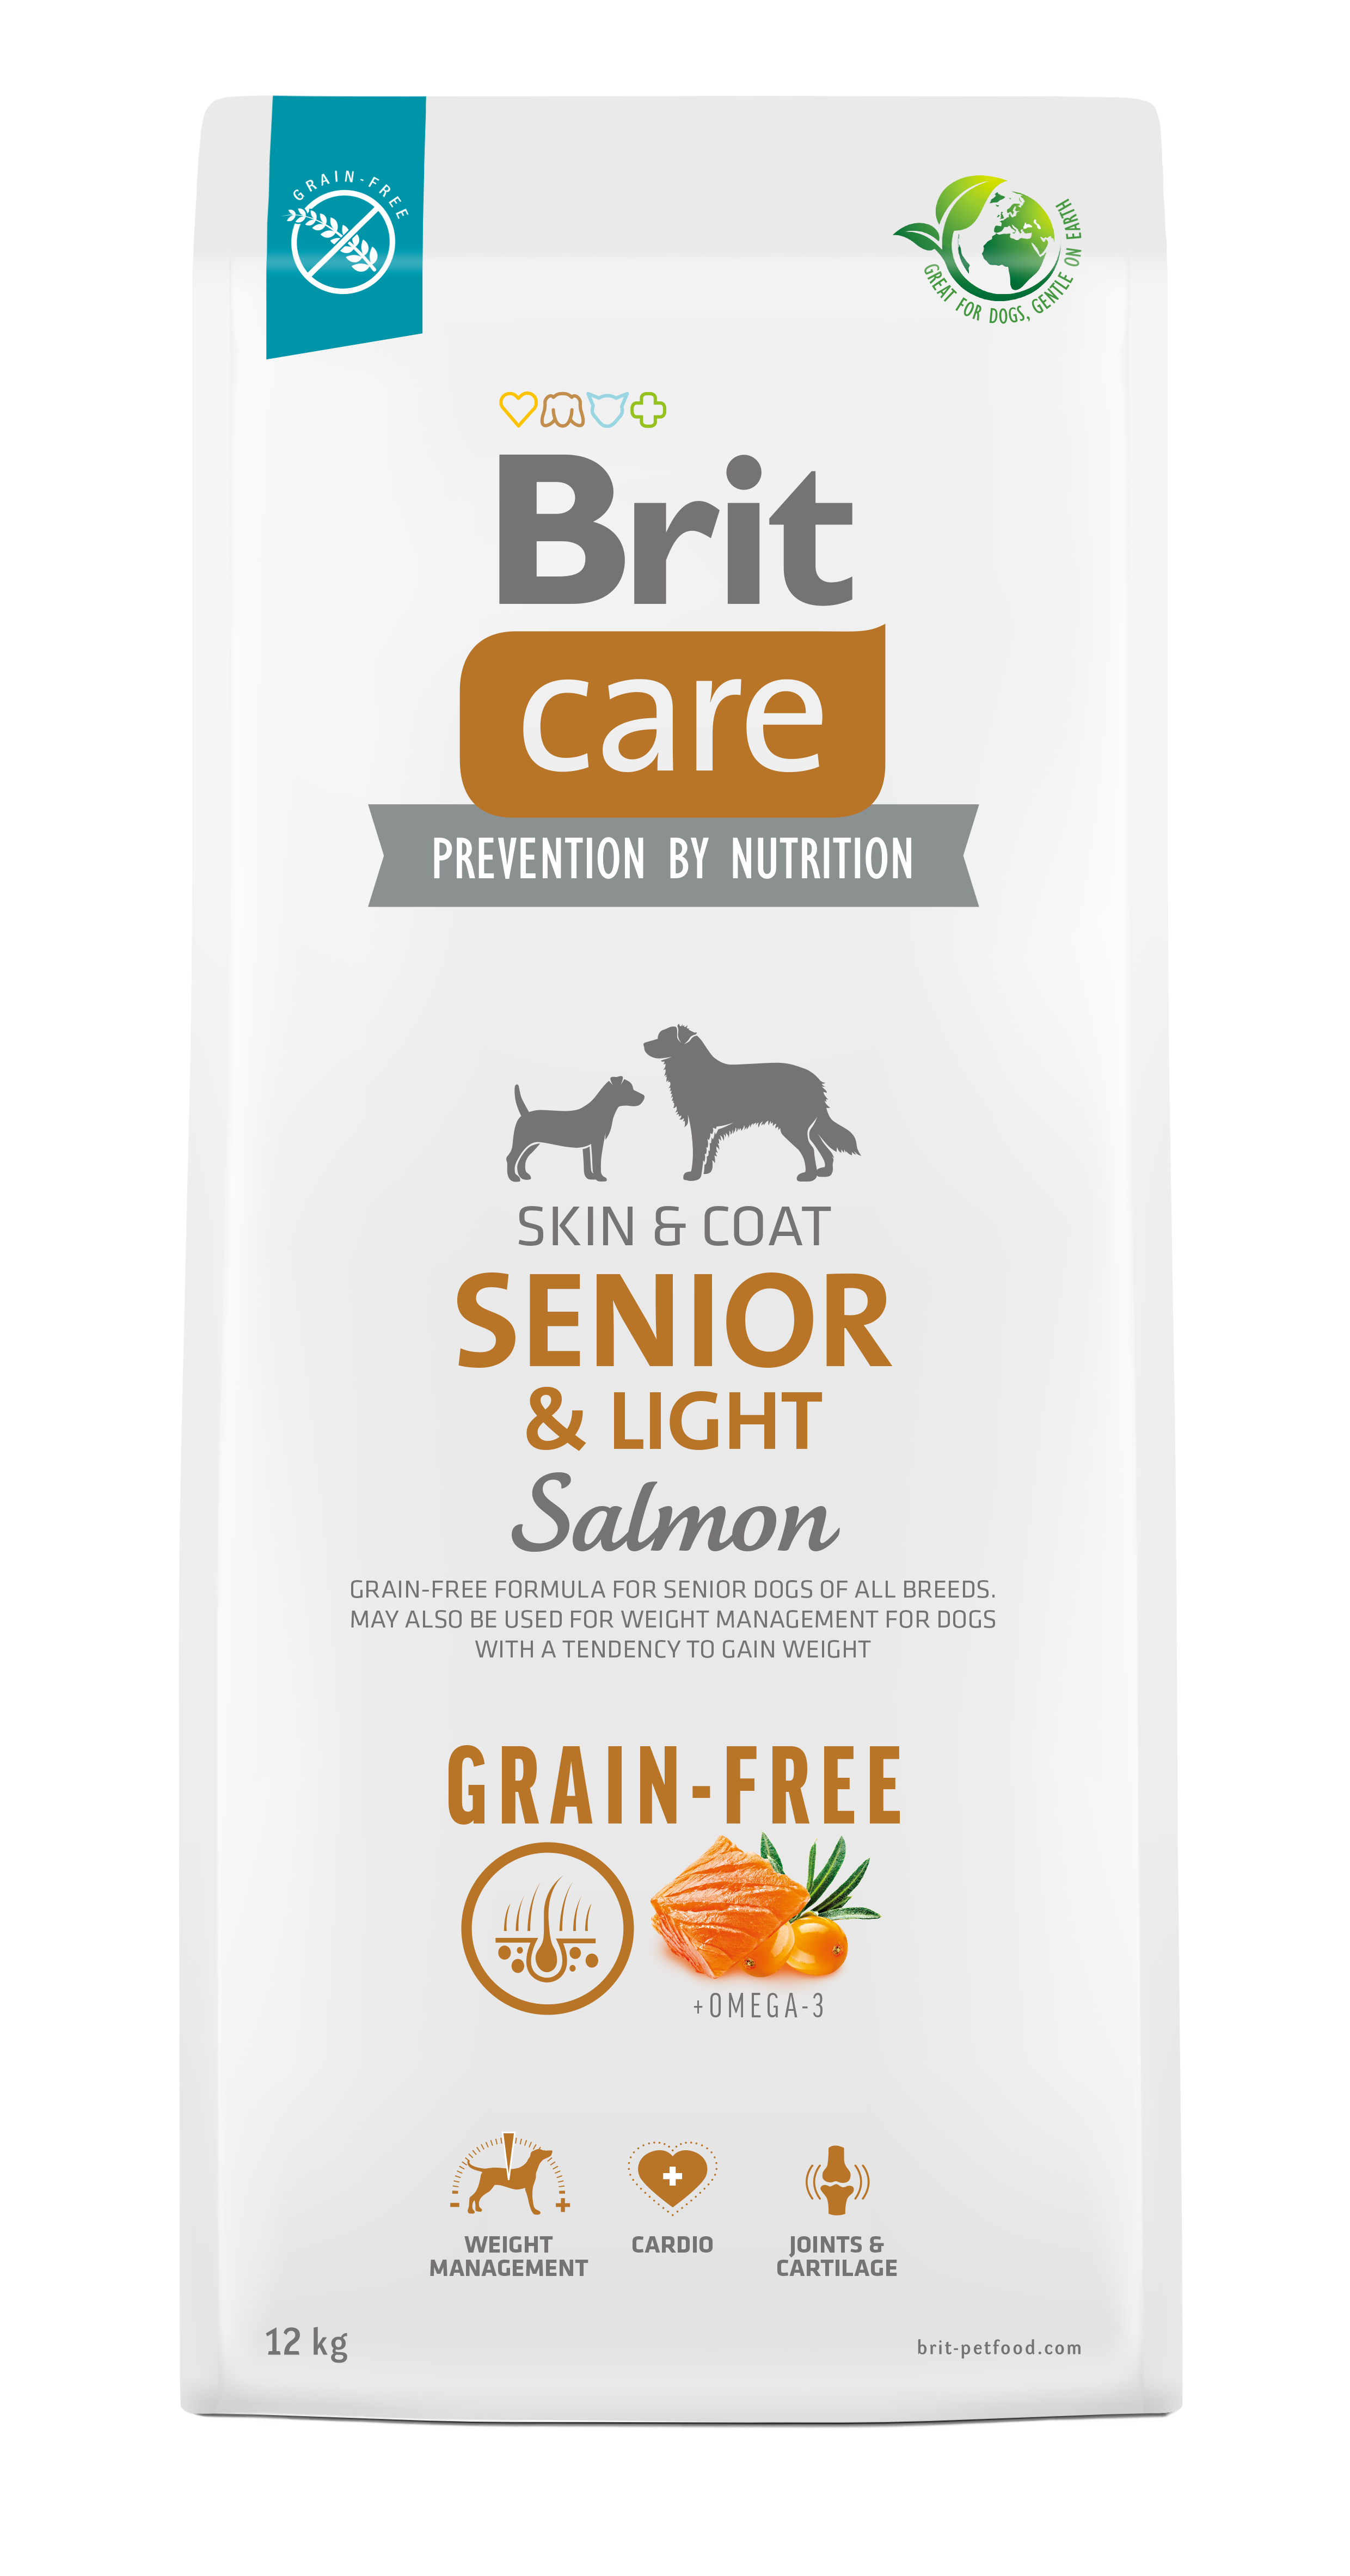 GRAIN-FREE
GREAT FOR DOGS, GENTLE ON EARTH
Brit
care
PREVENTION BY NUTRITION
SKIN & COAT
SENIOR
& LIGHT
Salmon
GRAIN-FREE FORMULA FOR SENIOR DOGS OF ALL BREEDS.
MAY ALSO BE USED FOR WEIGHT MANAGEMENT FOR DOGS
WITH A TENDENCY TO GAIN WEIGHT
GRAIN-FREE
+OMEGA-3
- +
WEIGHT
MANAGEMENT
CARDIO
JOINTS &
CARTILAGE
12 kg
brit-petfood.com